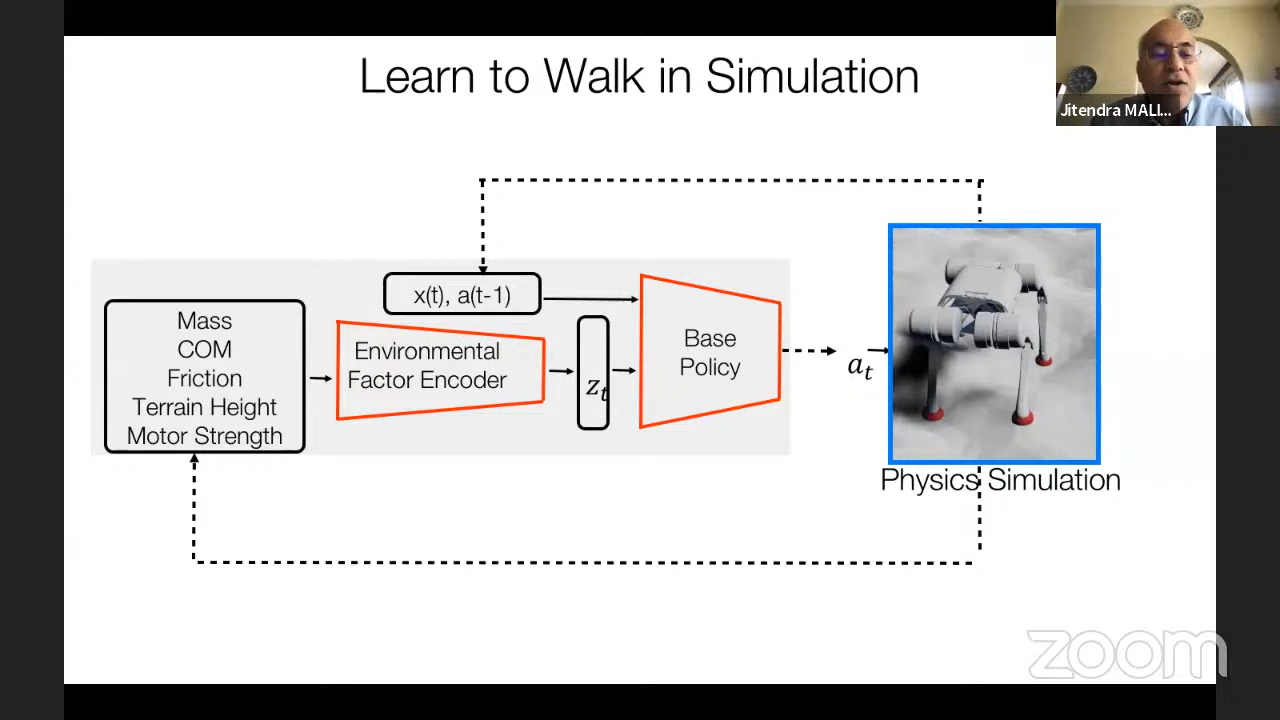 Learn to Walk in Simulation
Jitendra MALI...
x(t), a(t-1)
Mass
COM
Friction
Terrain Height
Motor Strength
Environmental
Factor Encoder
z_t
Base
Policy
a_t
Physics Simulation
zoom